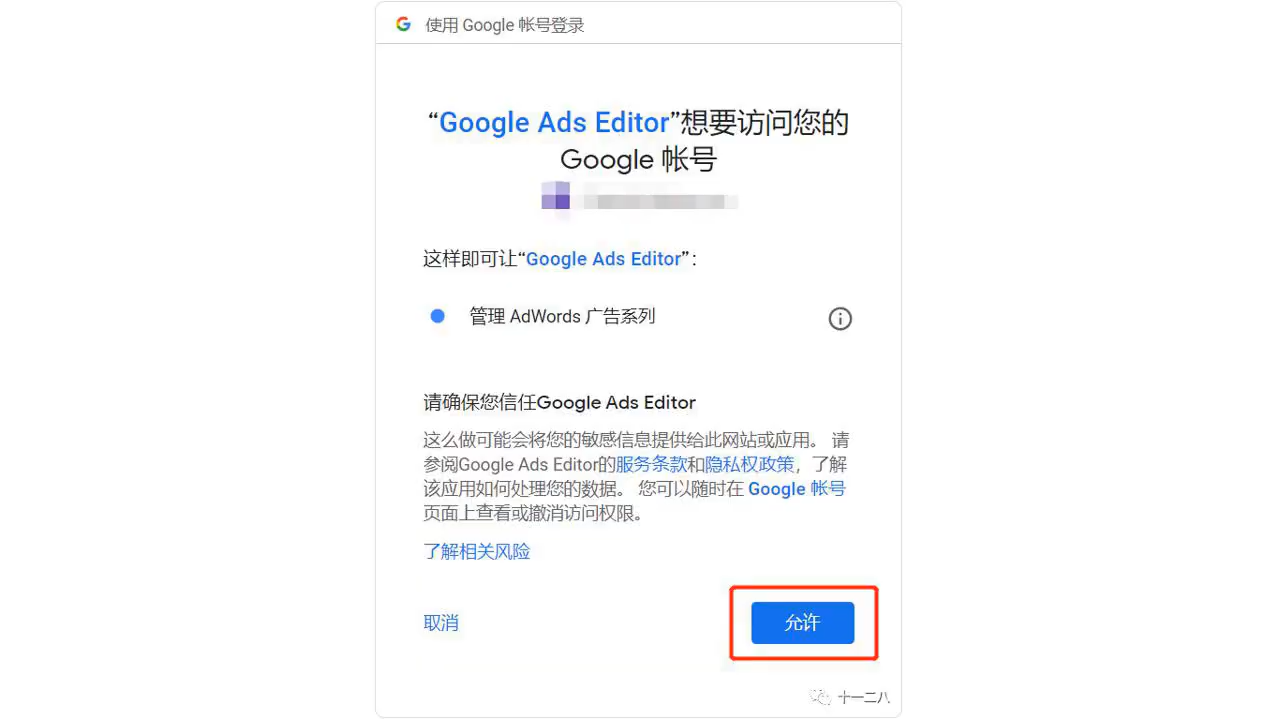 使用 Google 帐号登录
“Google Ads Editor”想要访问您的
Google 帐号
这样即可让“Google Ads Editor”：
管理 AdWords 广告系列
请确保您信任Google Ads Editor
这么做可能会将您的敏感信息提供给此网站或应用。 请
参阅Google Ads Editor的服务条款和隐私权政策，了解
该应用如何处理您的数据。 您可以随时在 Google 帐号
页面上查看或撤消访问权限。
了解相关风险
取消
允许
十一二八